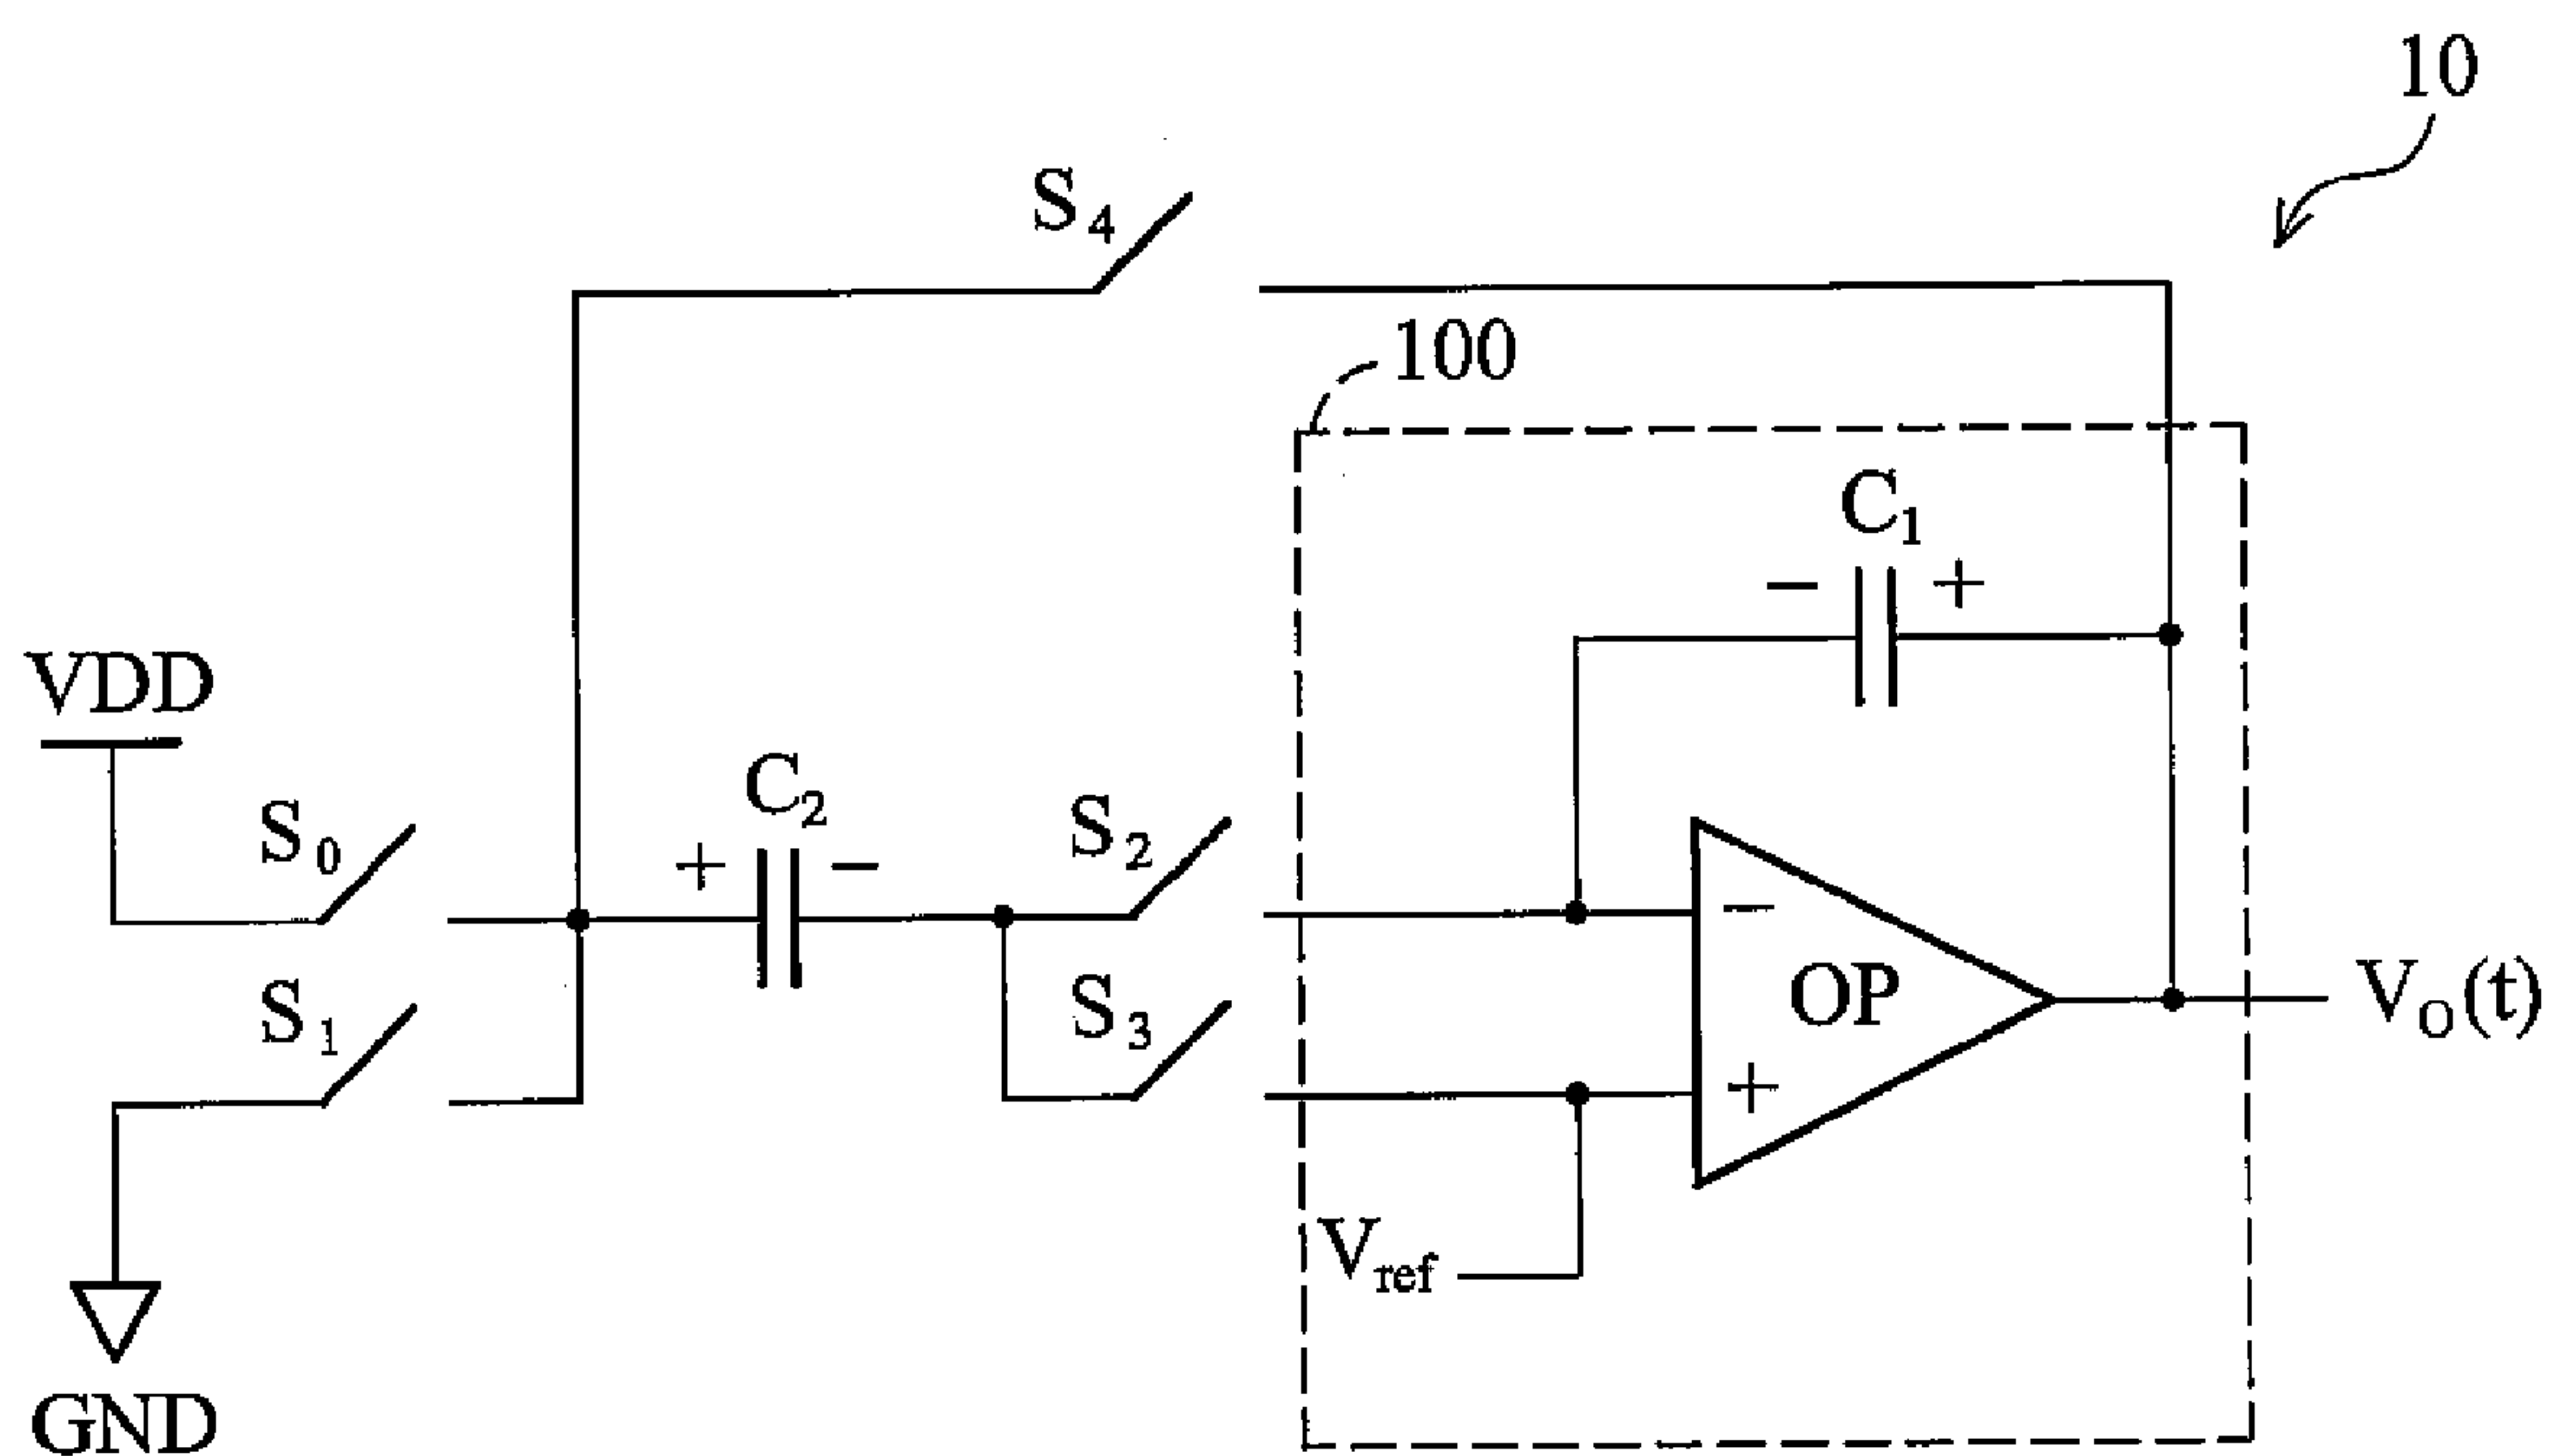 10
S4
100
C1
− +
VDD
C2
S0
+ −
S2
−
OP
VO(t)
S1
S3
+
Vref
GND